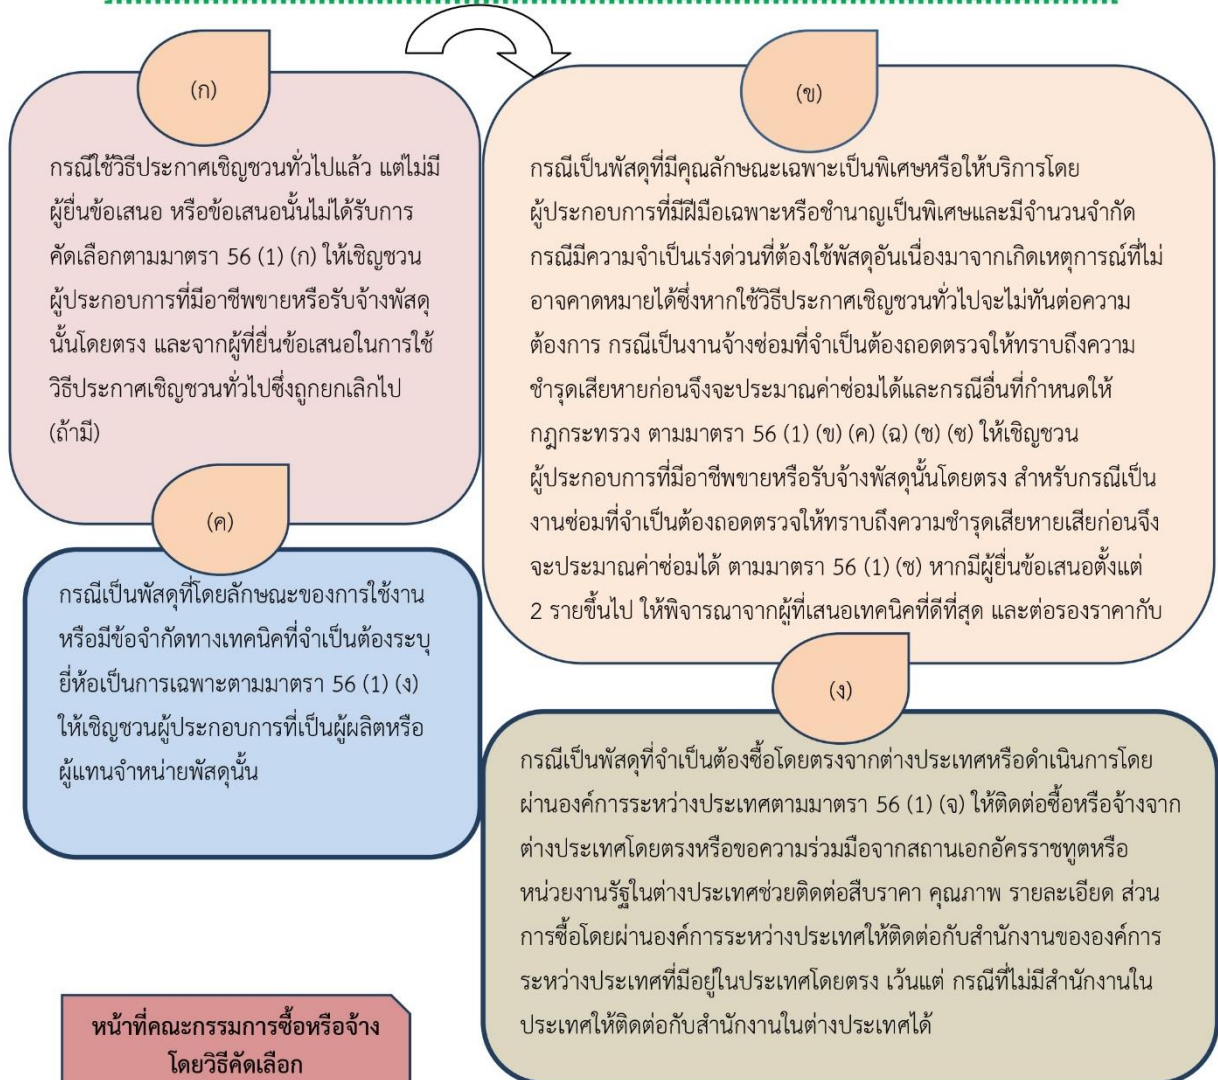 (ก)
กรณีใช้วิธีประกาศเชิญชวนทั่วไปแล้ว แต่ไม่มี
ผู้ยื่นข้อเสนอ หรือข้อเสนอนั้นไม่ได้รับการ
คัดเลือกตามมาตรา 56 (1) (ก) ให้เชิญชวน
ผู้ประกอบการที่มีอาชีพขายหรือรับจ้างพัสดุ
นั้นโดยตรง และจากผู้ที่ยื่นข้อเสนอในการใช้
วิธีประกาศเชิญชวนทั่วไปซึ่งถูกยกเลิกไป
(ถ้ามี)
(ข)
กรณีเป็นพัสดุที่มีคุณลักษณะเฉพาะเป็นพิเศษหรือให้บริการโดย
ผู้ประกอบการที่มีฝีมือเฉพาะหรือชำนาญเป็นพิเศษและมีจำนวนจำกัด
กรณีมีความจำเป็นเร่งด่วนที่ต้องใช้พัสดุอันเนื่องมาจากเกิดเหตุการณ์ที่ไม่
อาจคาดหมายได้ซึ่งหากใช้วิธีประกาศเชิญชวนทั่วไปจะไม่ทันต่อความ
ต้องการ กรณีเป็นงานจ้างซ่อมที่จำเป็นต้องถอดตรวจให้ทราบถึงความ
ชำรุดเสียหายก่อนจึงจะประมาณค่าซ่อมได้และกรณีอื่นที่กำหนดให้
กฎกระทรวง ตามมาตรา 56 (1) (ข) (ค) (ฉ) (ช) (ซ) ให้เชิญชวน
ผู้ประกอบการที่มีอาชีพขายหรือรับจ้างพัสดุนั้นโดยตรง สำหรับกรณีเป็น
งานซ่อมที่จำเป็นต้องถอดตรวจให้ทราบถึงความชำรุดเสียหายเสียก่อนจึง
จะประมาณค่าซ่อมได้ ตามมาตรา 56 (1) (ช) หากมีผู้ยื่นข้อเสนอตั้งแต่
2 รายขึ้นไป ให้พิจารณาจากผู้ที่เสนอเทคนิคที่ดีที่สุด และต่อรองราคากับ
(ค)
กรณีเป็นพัสดุที่โดยลักษณะของการใช้งาน
หรือมีข้อจำกัดทางเทคนิคที่จำเป็นต้องระบุ
ยี่ห้อเป็นการเฉพาะตามมาตรา 56 (1) (ง)
ให้เชิญชวนผู้ประกอบการที่เป็นผู้ผลิตหรือ
ผู้แทนจำหน่ายพัสดุนั้น
(ง)
กรณีเป็นพัสดุที่จำเป็นต้องซื้อโดยตรงจากต่างประเทศหรือดำเนินการโดย
ผ่านองค์การระหว่างประเทศตามมาตรา 56 (1) (จ) ให้ติดต่อซื้อหรือจ้างจาก
ต่างประเทศโดยตรงหรือขอความร่วมมือจากสถานเอกอัครราชทูตหรือ
หน่วยงานรัฐในต่างประเทศช่วยติดต่อสืบราคา คุณภาพ รายละเอียด ส่วน
การซื้อโดยผ่านองค์การระหว่างประเทศให้ติดต่อกับสำนักงานขององค์การ
ระหว่างประเทศที่มีอยู่ในประเทศโดยตรง เว้นแต่ กรณีที่ไม่มีสำนักงานใน
ประเทศให้ติดต่อกับสำนักงานในต่างประเทศได้
หน้าที่คณะกรรมการซื้อหรือจ้าง
โดยวิธีคัดเลือก